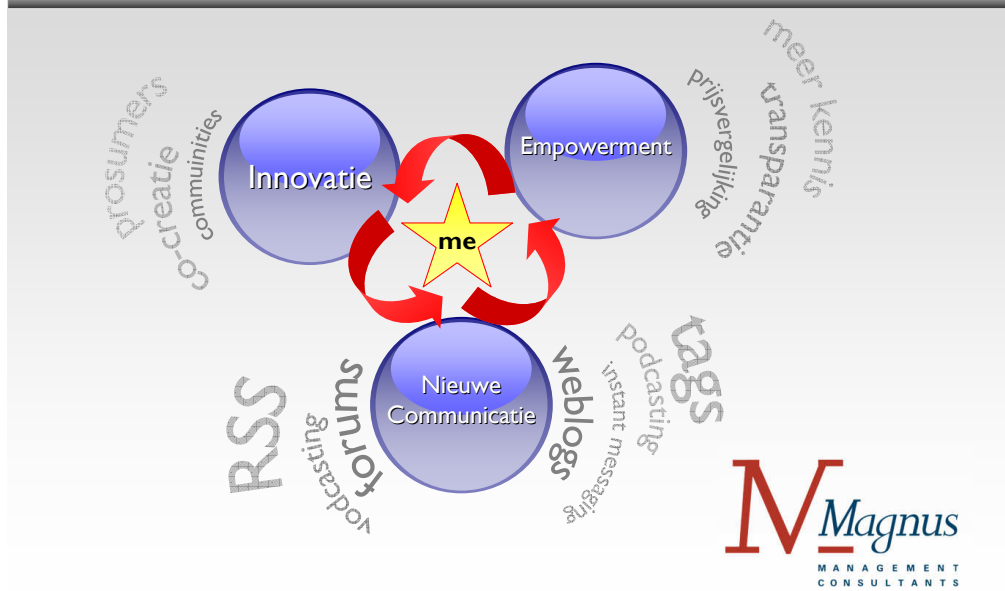 prosumers
co-creatie
commuinities
Innovatie
Empowerment
prijsvergelijking
transparantie
meer kennis
me
RSS
vodcasting
forums
Nieuwe
Communicatie
weblogs
instant messaging
podcasting
tags
Magnus
MANAGEMENT
CONSULTANTS